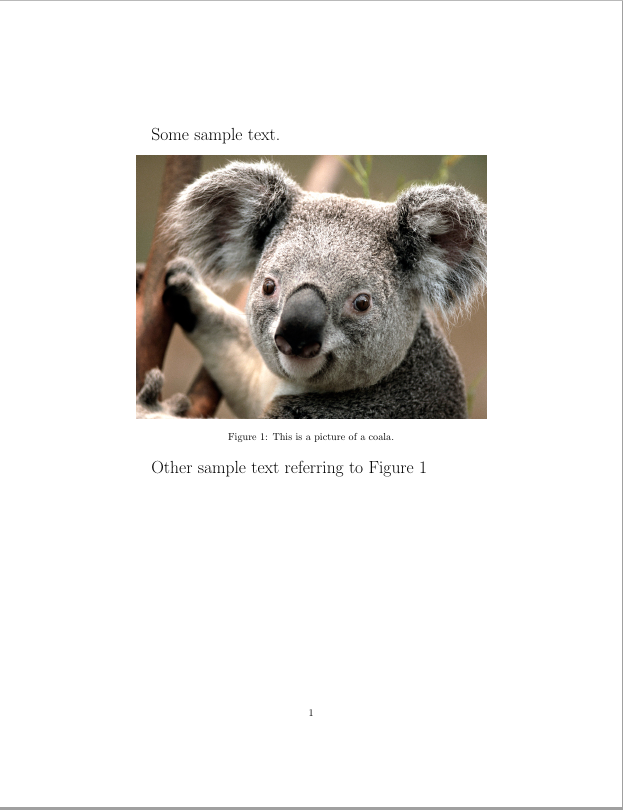 Some sample text.
Figure 1: This is a picture of a coala.
Other sample text referring to Figure 1
1